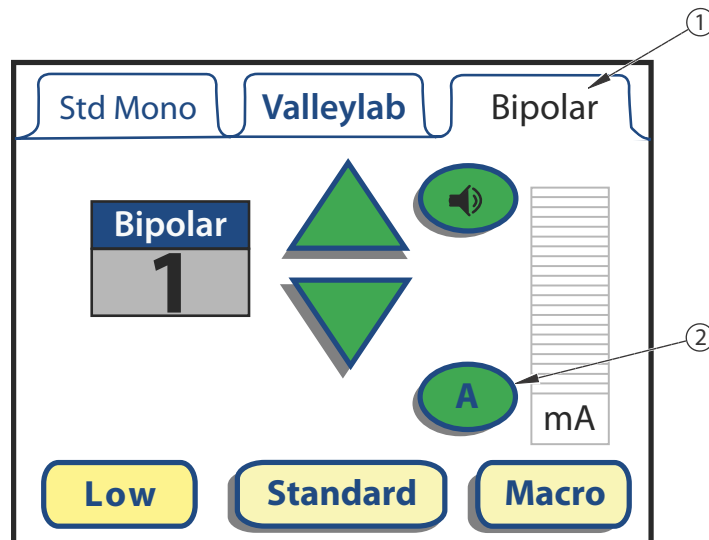 1
Std Mono
Valleylab
Bipolar
Bipolar
1
2
A
mA
Low
Standard
Macro